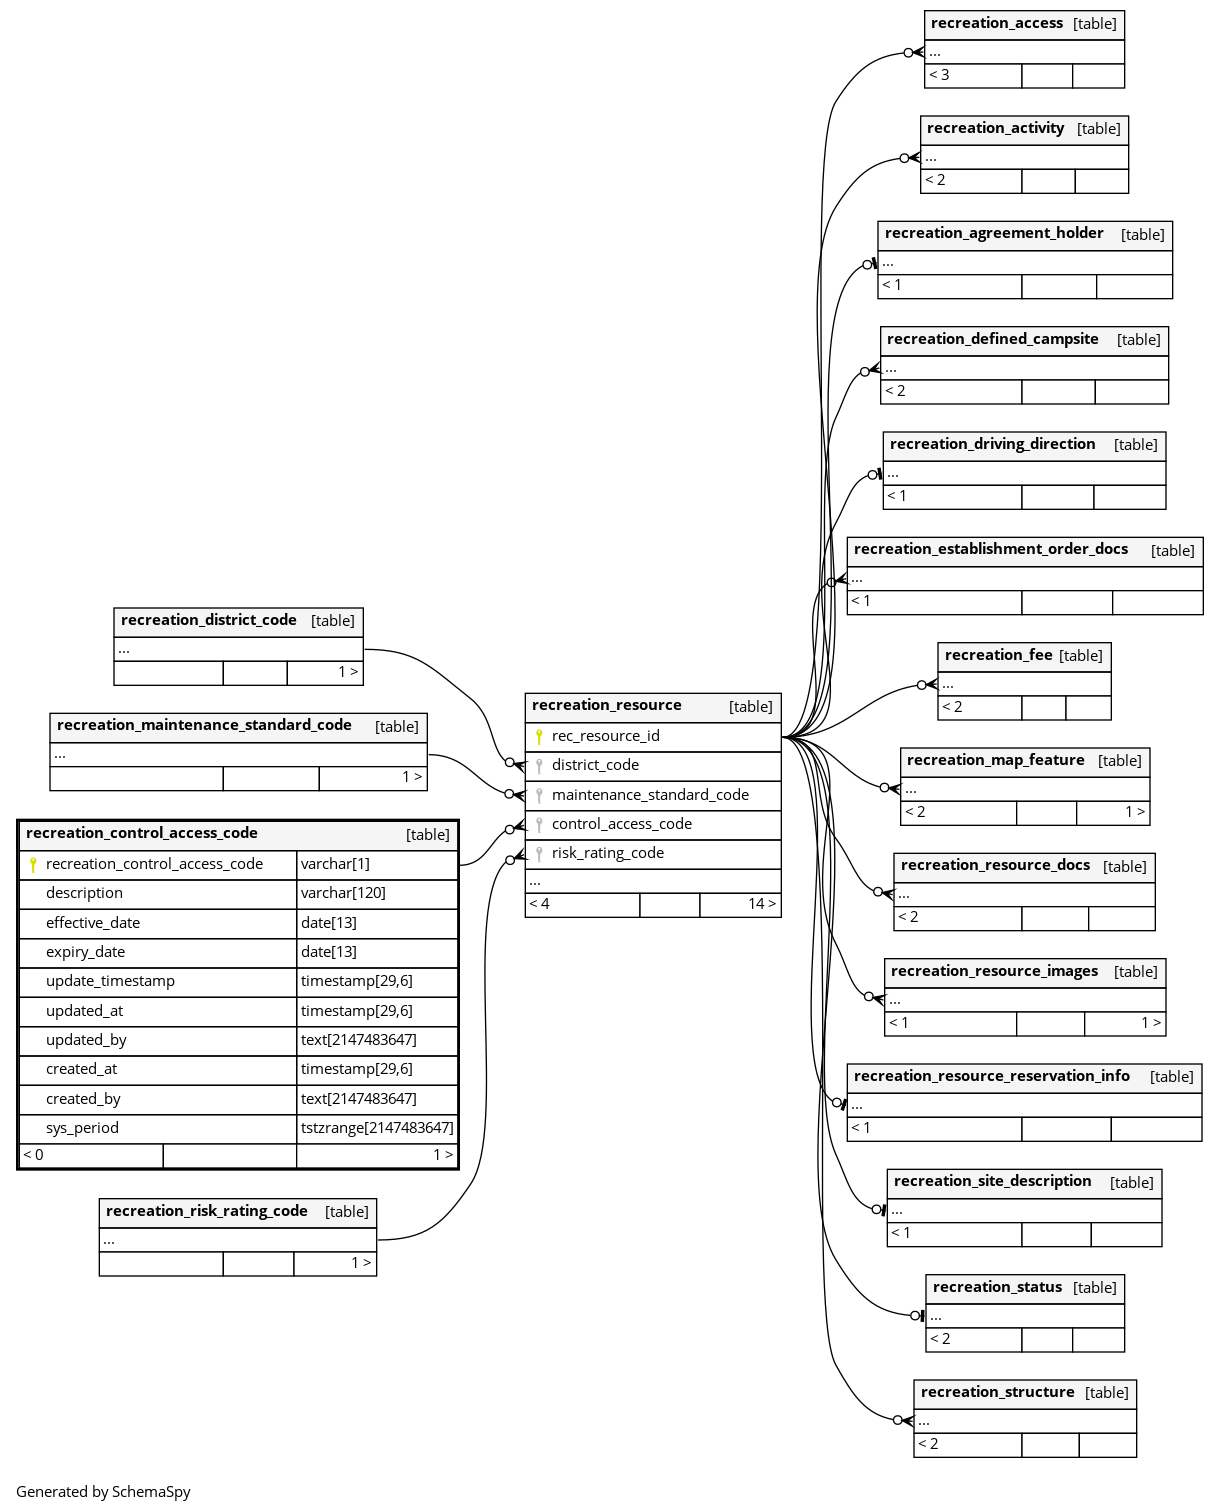 recreation_access [table]
...
< 3
recreation_activity [table]
...
< 2
recreation_agreement_holder [table]
...
< 1
recreation_defined_campsite [table]
...
< 2
recreation_driving_direction [table]
...
< 1
recreation_establishment_order_docs [table]
...
< 1
recreation_district_code [table]
...
1 >
recreation_maintenance_standard_code [table]
...
1 >
recreation_control_access_code [table]
recreation_control_access_code varchar[1]
description varchar[120]
effective_date date[13]
expiry_date date[13]
update_timestamp timestamp[29,6]
updated_at timestamp[29,6]
updated_by text[2147483647]
created_at timestamp[29,6]
created_by text[2147483647]
sys_period tstzrange[2147483647]
< 0 1 >
recreation_risk_rating_code [table]
...
1 >
recreation_resource [table]
rec_resource_id
district_code
maintenance_standard_code
control_access_code
risk_rating_code
...
< 4 14 >
recreation_fee [table]
...
< 2
recreation_map_feature [table]
...
< 2 1 >
recreation_resource_docs [table]
...
< 2
recreation_resource_images [table]
...
< 1 1 >
recreation_resource_reservation_info [table]
...
< 1
recreation_site_description [table]
...
< 1
recreation_status [table]
...
< 2
recreation_structure [table]
...
< 2
Generated by SchemaSpy